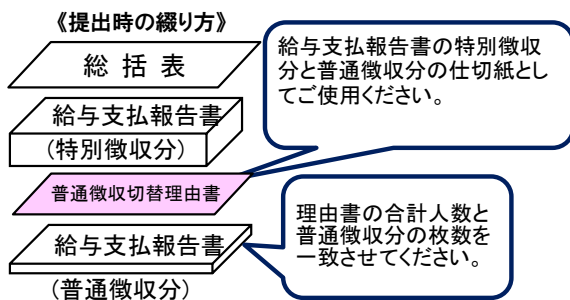 《提出時の綴り方》
総括表
給与支払報告書
(特別徴収分)
普通徴収切替理由書
給与支払報告書
(普通徴収分)
給与支払報告書の特別徴収
分と普通徴収分の仕切紙とし
てご使用ください。
理由書の合計人数と
普通徴収分の枚数を
一致させてください。